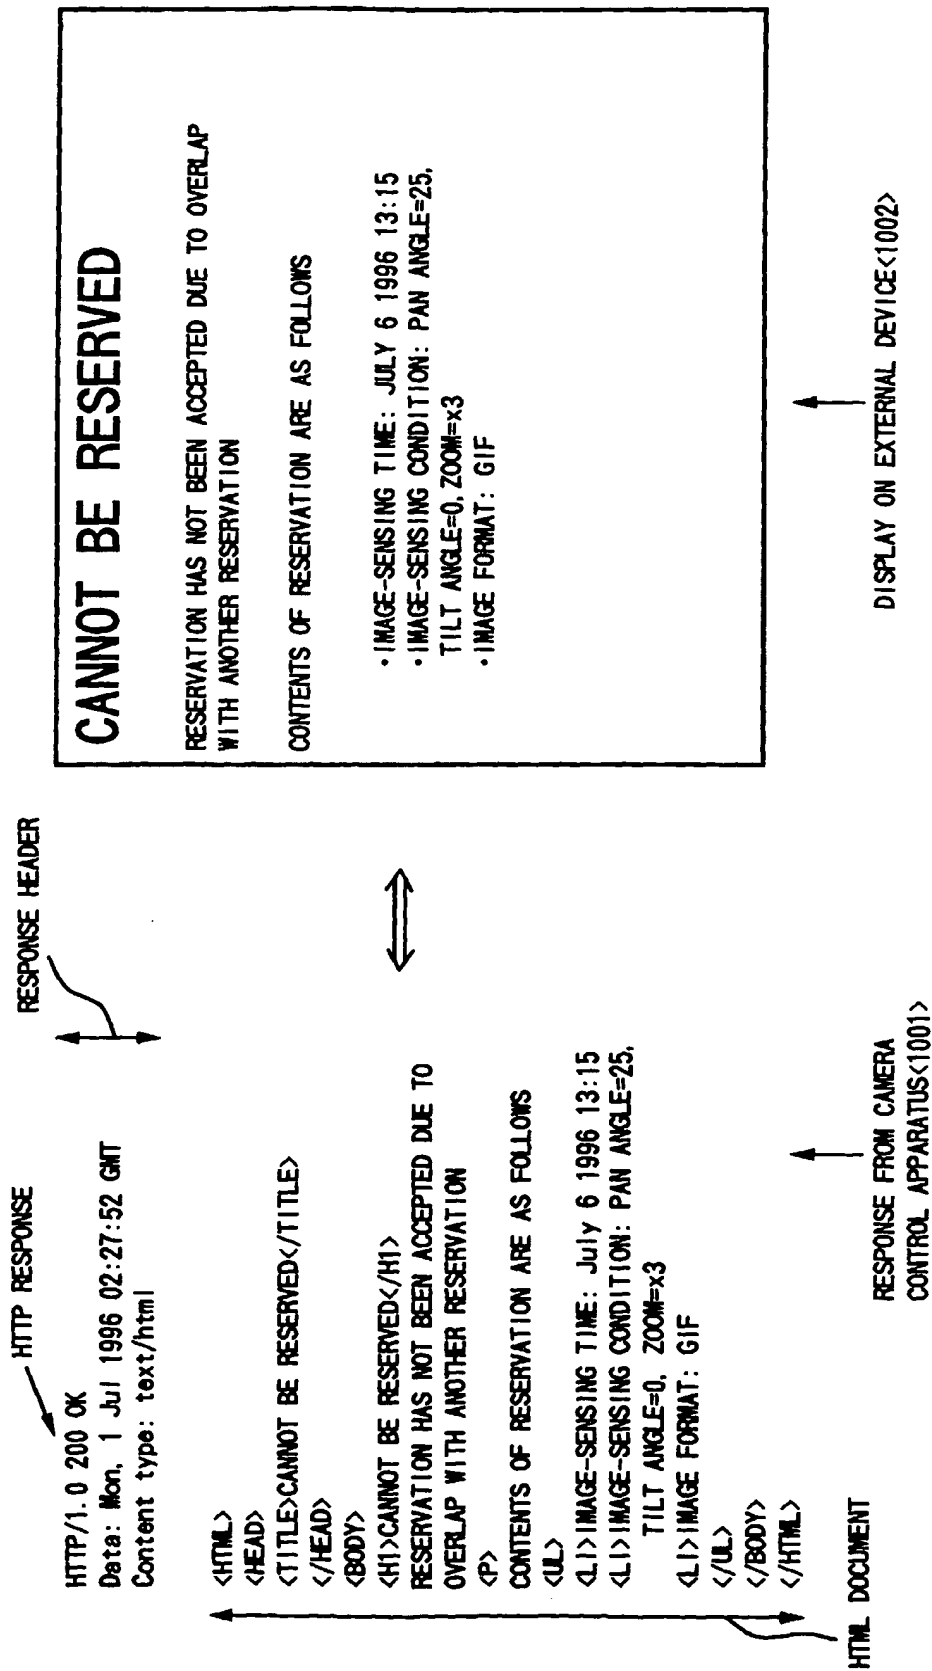 HTTP RESPONSE
RESPONSE HEADER
HTTP/1.0 200 OK
Data: Mon, 1 Jul 1996 02:27:52 GMT
Content type: text/html
<HTML>
<HEAD>
<TITLE>CANNOT BE RESERVED</TITLE>
</HEAD>
<BODY>
<H1>CANNOT BE RESERVED</H1>
RESERVATION HAS NOT BEEN ACCEPTED DUE TO
OVERLAP WITH ANOTHER RESERVATION
<P>
CONTENTS OF RESERVATION ARE AS FOLLOWS
<UL>
<LI>IMAGE-SENSING TIME: July 6 1996 13:15
<LI>IMAGE-SENSING CONDITION: PAN ANGLE=25,
TILT ANGLE=0, ZOOM=x3
<LI>IMAGE FORMAT: GIF
</UL>
</BODY>
</HTML>
HTML DOCUMENT
RESPONSE FROM CAMERA
CONTROL APPARATUS<1001>
CANNOT BE RESERVED
RESERVATION HAS NOT BEEN ACCEPTED DUE TO OVERLAP
WITH ANOTHER RESERVATION
CONTENTS OF RESERVATION ARE AS FOLLOWS
・IMAGE-SENSING TIME: JULY 6 1996 13:15
・IMAGE-SENSING CONDITION: PAN ANGLE=25,
TILT ANGLE=0, ZOOM=x3
・IMAGE FORMAT: GIF
DISPLAY ON EXTERNAL DEVICE<1002>